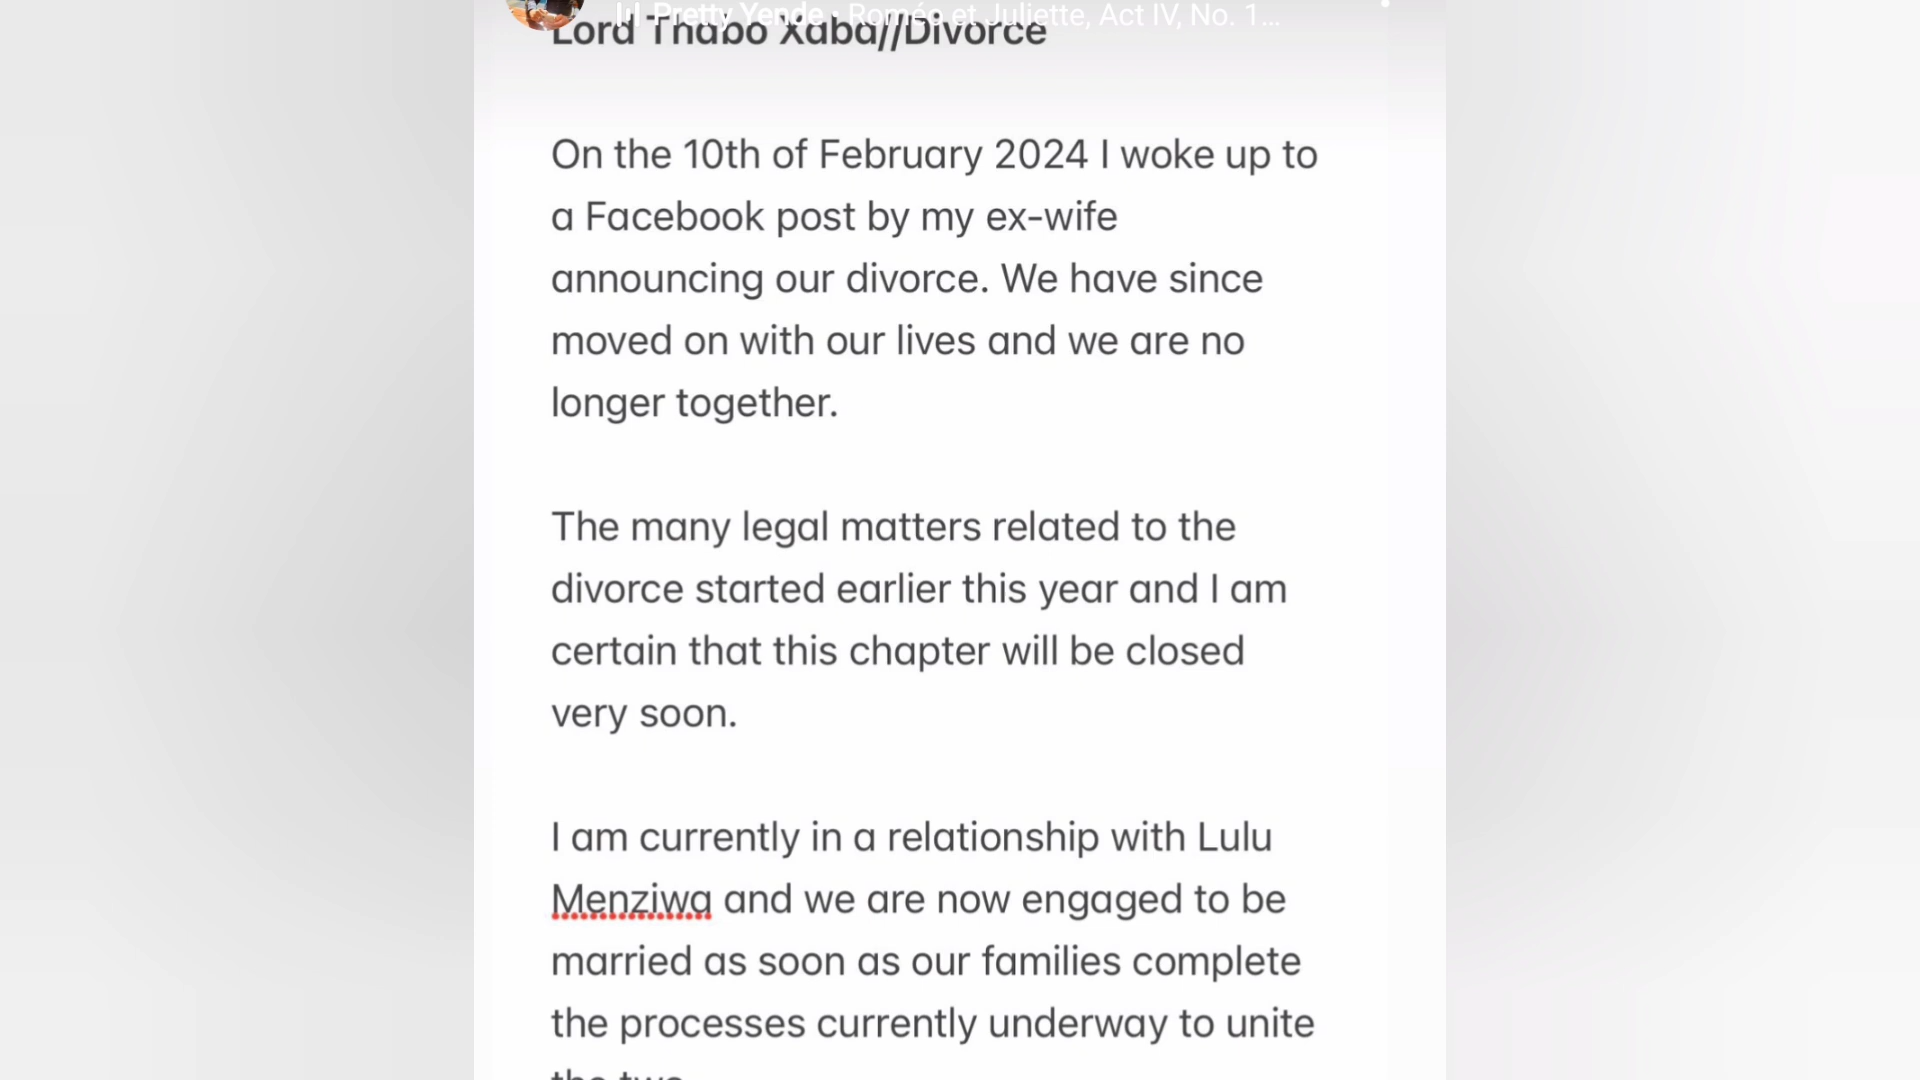 Pretty Yende • Roméo et Juliette, Act IV, No. 1...
Lord Thabo Xaba//Divorce
On the 10th of February 2024 I woke up to
a Facebook post by my ex-wife
announcing our divorce. We have since
moved on with our lives and we are no
longer together.
The many legal matters related to the
divorce started earlier this year and I am
certain that this chapter will be closed
very soon.
I am currently in a relationship with Lulu
Menziwa and we are now engaged to be
married as soon as our families complete
the processes currently underway to unite
the two